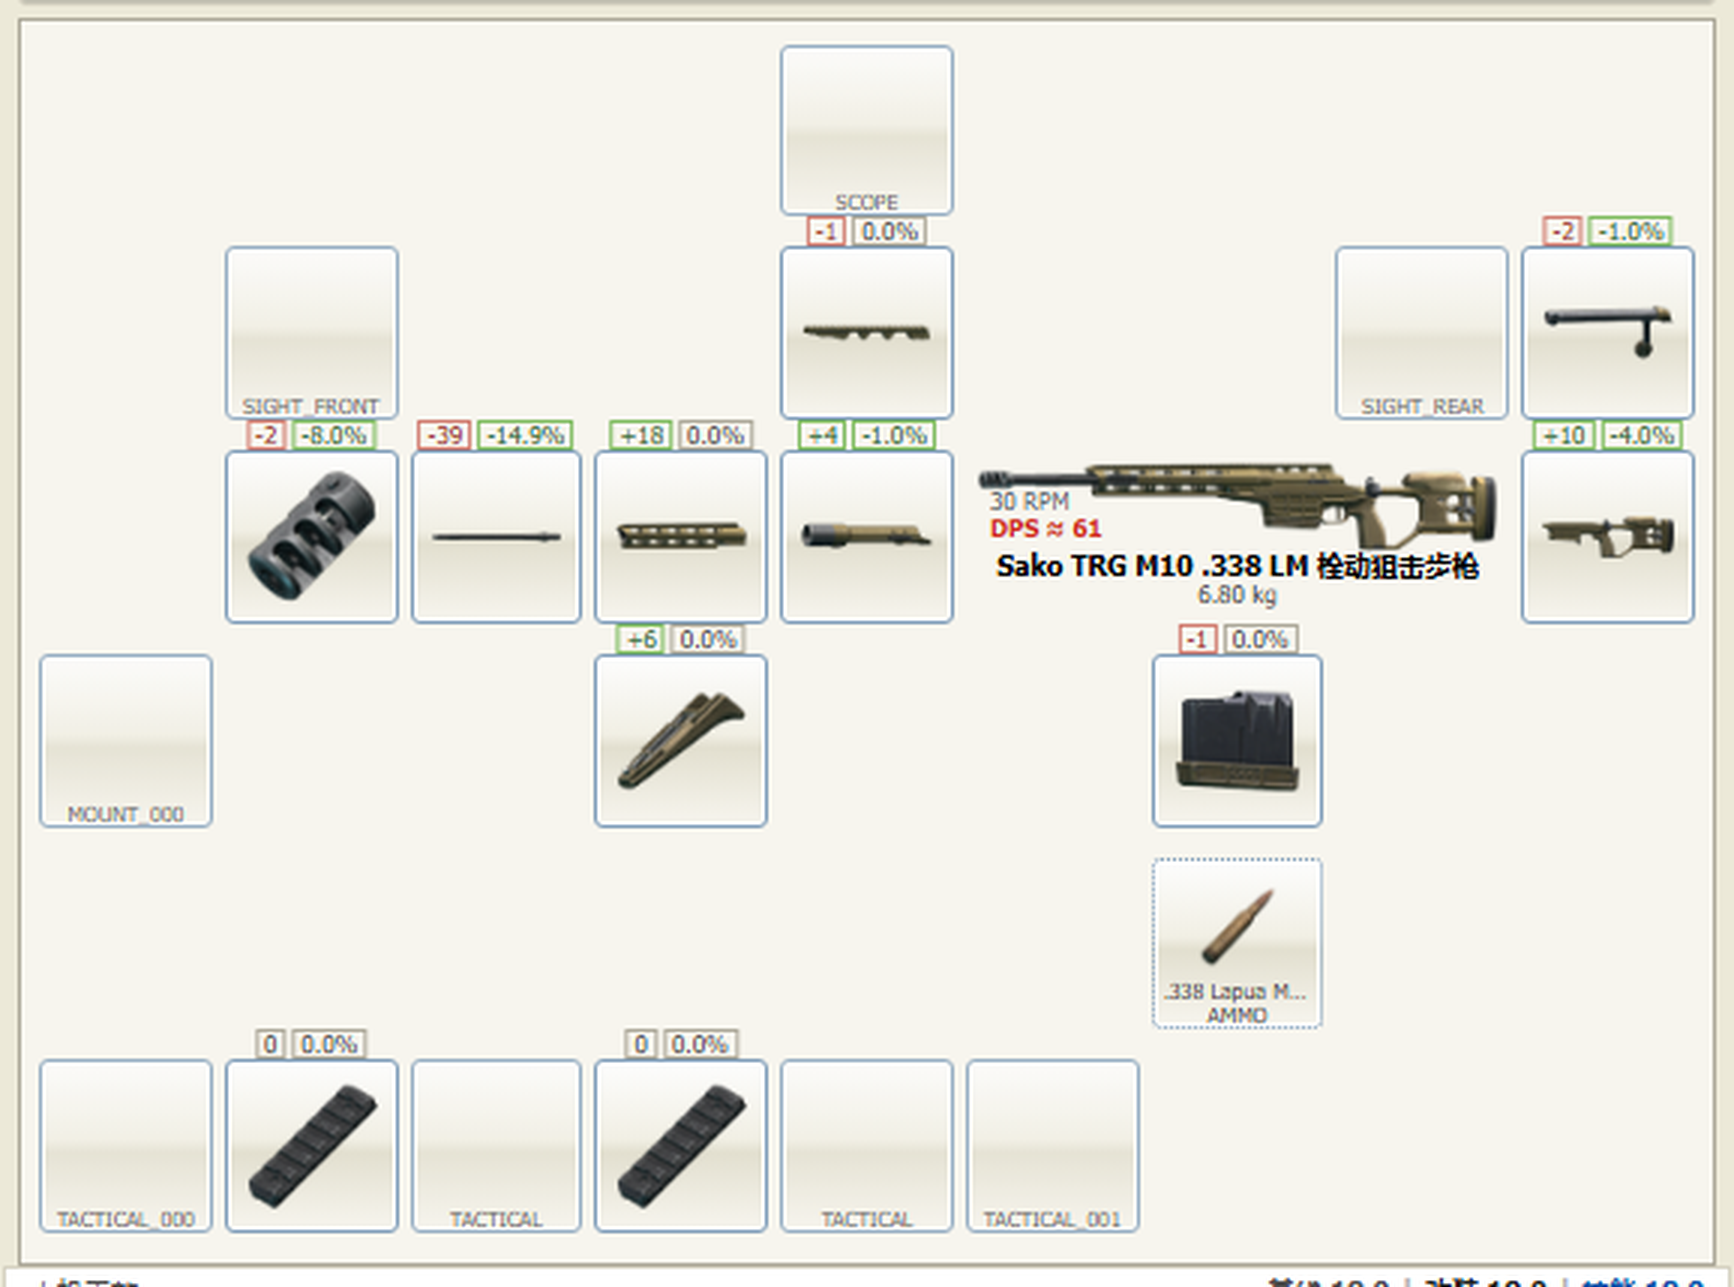 SCOPE
-1 0.0%
-2 -1.0%
SIGHT_FRONT
SIGHT_REAR
-2 -8.0%
-39 -14.9%
+18 0.0%
+4 -1.0%
+10 -4.0%
30 RPM
DPS ≈ 61
Sako TRG M10 .338 LM 栓动狙击步枪
6.80 kg
+6 0.0%
-1 0.0%
MOUNT_000
.338 Lapua M...
AMMO
0 0.0%
0 0.0%
TACTICAL_000
TACTICAL
TACTICAL
TACTICAL_001